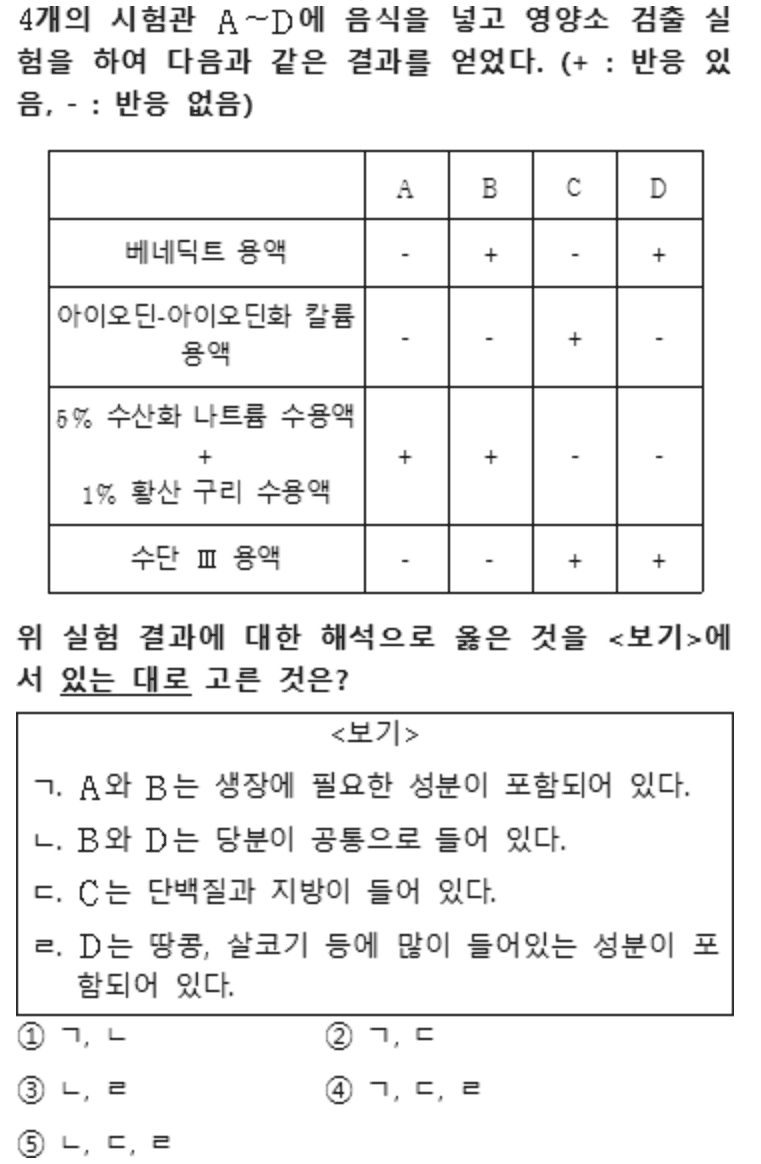 4개의 시험관 A~D에 음식을 넣고 영양소 검출 실
험을 하여 다음과 같은 결과를 얻었다. (+ : 반응 있
음, - : 반응 없음)
A B C D
베네딕트 용액 - + - +
아이오딘-아이오딘화 칼륨
용액 - - + -
5% 수산화 나트륨 수용액
+
1% 황산 구리 수용액 + + - -
수단 Ⅲ 용액 - - + +
위 실험 결과에 대한 해석으로 옳은 것을 <보기>에
서 있는 대로 고른 것은?
<보기>
ㄱ. A와 B는 생장에 필요한 성분이 포함되어 있다.
ㄴ. B와 D는 당분이 공통으로 들어 있다.
ㄷ. C는 단백질과 지방이 들어 있다.
ㄹ. D는 땅콩, 살코기 등에 많이 들어있는 성분이 포
함되어 있다.
① ㄱ, ㄴ ② ㄱ, ㄷ
③ ㄴ, ㄹ ④ ㄱ, ㄷ, ㄹ
⑤ ㄴ, ㄷ, ㄹ